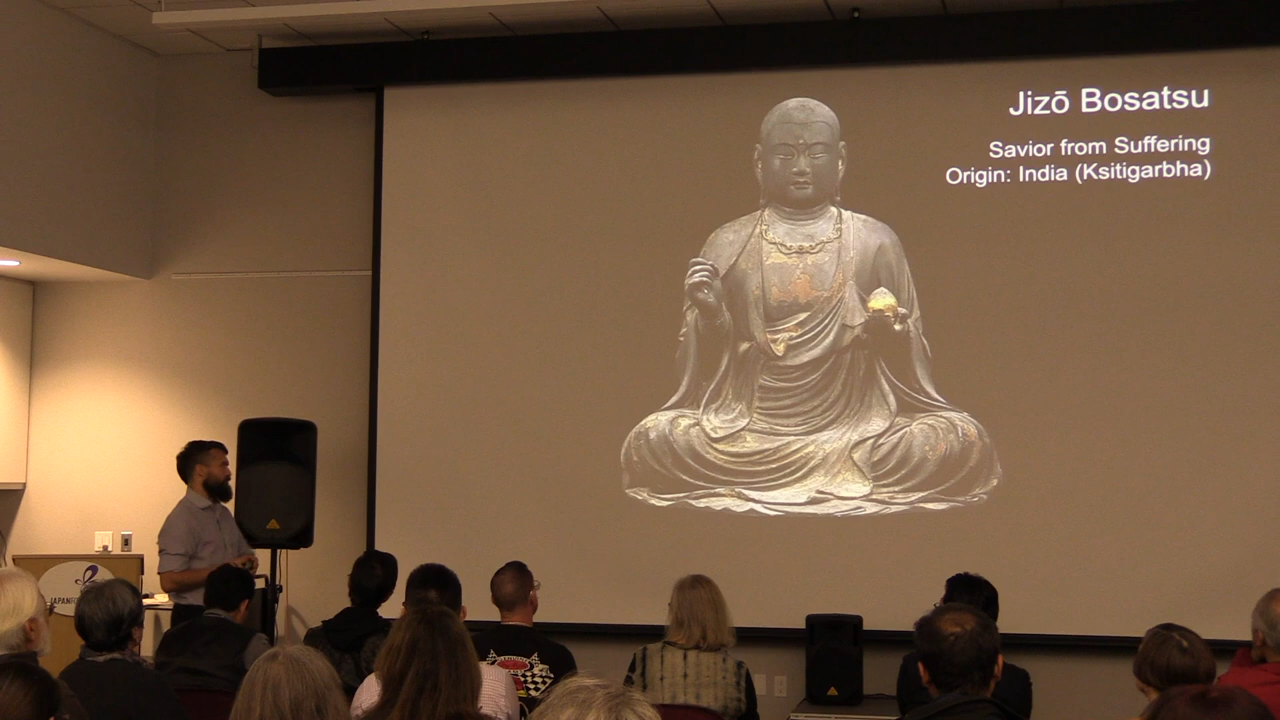 Jizō Bosatsu
Savior from Suffering
Origin: India (Ksitigarbha)